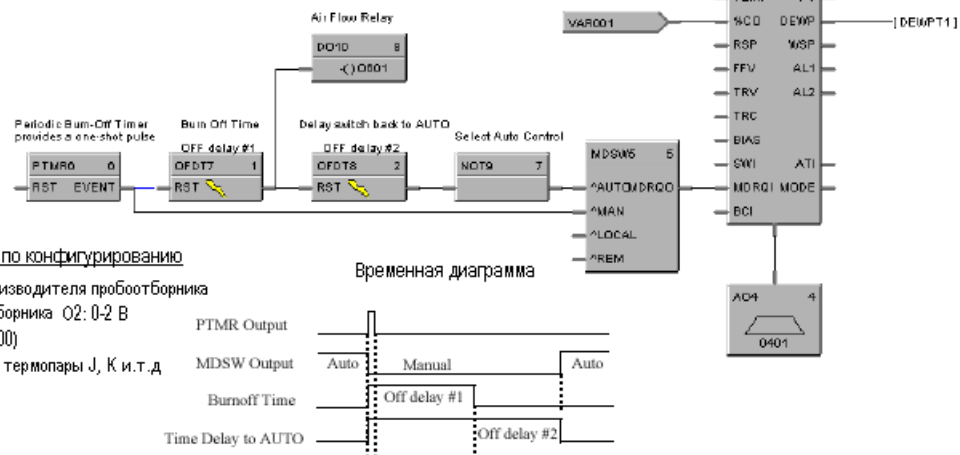 Air Flow Relay
DO10 8
-( ) O801
VAR001
%CO DEWP
[DEWPT1]
RSP WSP
FFV AL1
TRV AL2
TRC
BIAS
SWI ATI
MDRQI MODE
BCI
Periodic Burn-Off Timer
provides a one-shot pulse
PTMR0 0
RST EVENT
Burn Off Time
OFF delay #1
OFDT7 1
RST
Delay switch back to AUTO
OFF delay #2
OFDT8 2
RST
Select Auto Control
NOT9 7
MDSW5 5
^AUTOMDRQO
^MAN
^LOCAL
^REM
AO4 4
0401
по конфигурированию
изводителя пробоотборника
борника O2: 0-2 В
00)
термопары J, K и.т.д
Временная диаграмма
PTMR Output
MDSW Output Auto Manual Auto
Burnoff Time Off delay #1
Time Delay to AUTO Off delay #2